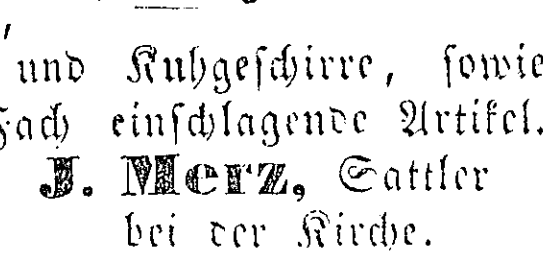 und Kuhgeschirre, sowie
Fach einschlagende Artikel.
J. Merz, Sattler
bei der Kirche.